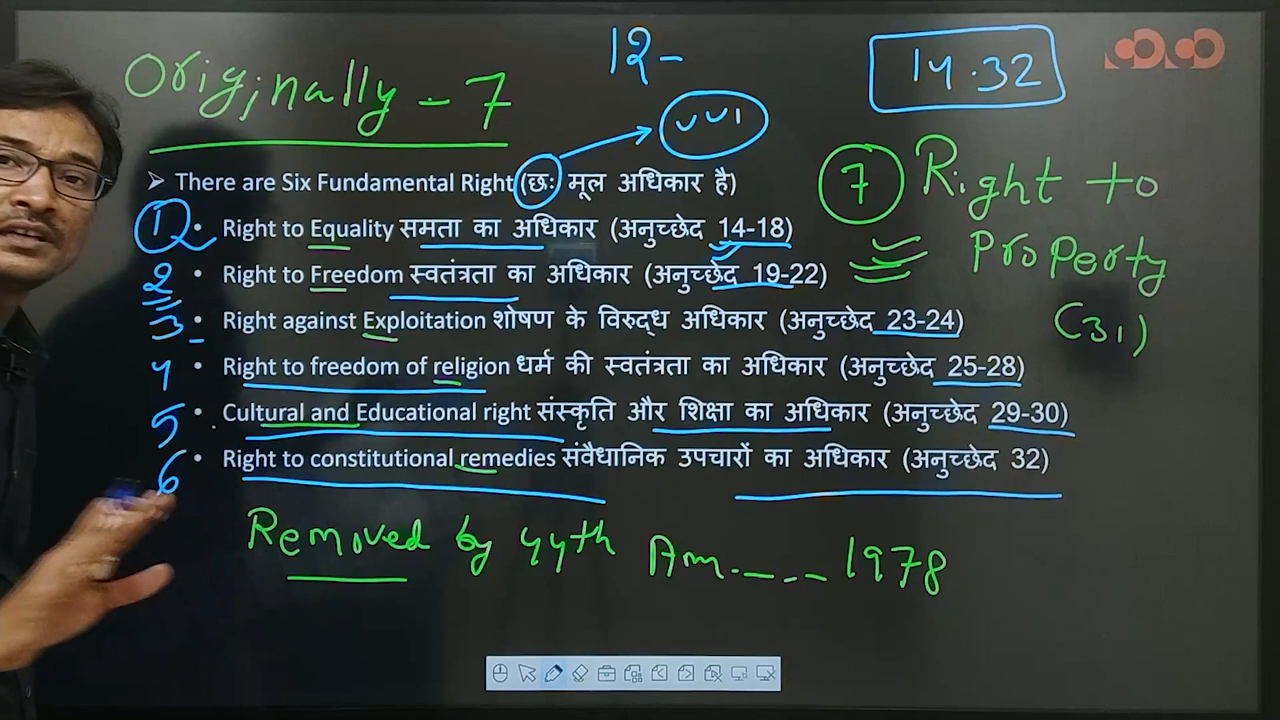 Originally - 7
12-
14.32
VVI
➤ There are Six Fundamental Right (छः मूल अधिकार है)
1 • Right to Equality समता का अधिकार (अनुच्छेद 14-18)
2 • Right to Freedom स्वतंत्रता का अधिकार (अनुच्छेद 19-22)
3 • Right against Exploitation शोषण के विरुद्ध अधिकार (अनुच्छेद 23-24)
4 • Right to freedom of religion धर्म की स्वतंत्रता का अधिकार (अनुच्छेद 25-28)
5 • Cultural and Educational right संस्कृति और शिक्षा का अधिकार (अनुच्छेद 29-30)
6 • Right to constitutional remedies संवैधानिक उपचारों का अधिकार (अनुच्छेद 32)
7 Right to
Property
(31)
Removed by 44th Am.---- 1978